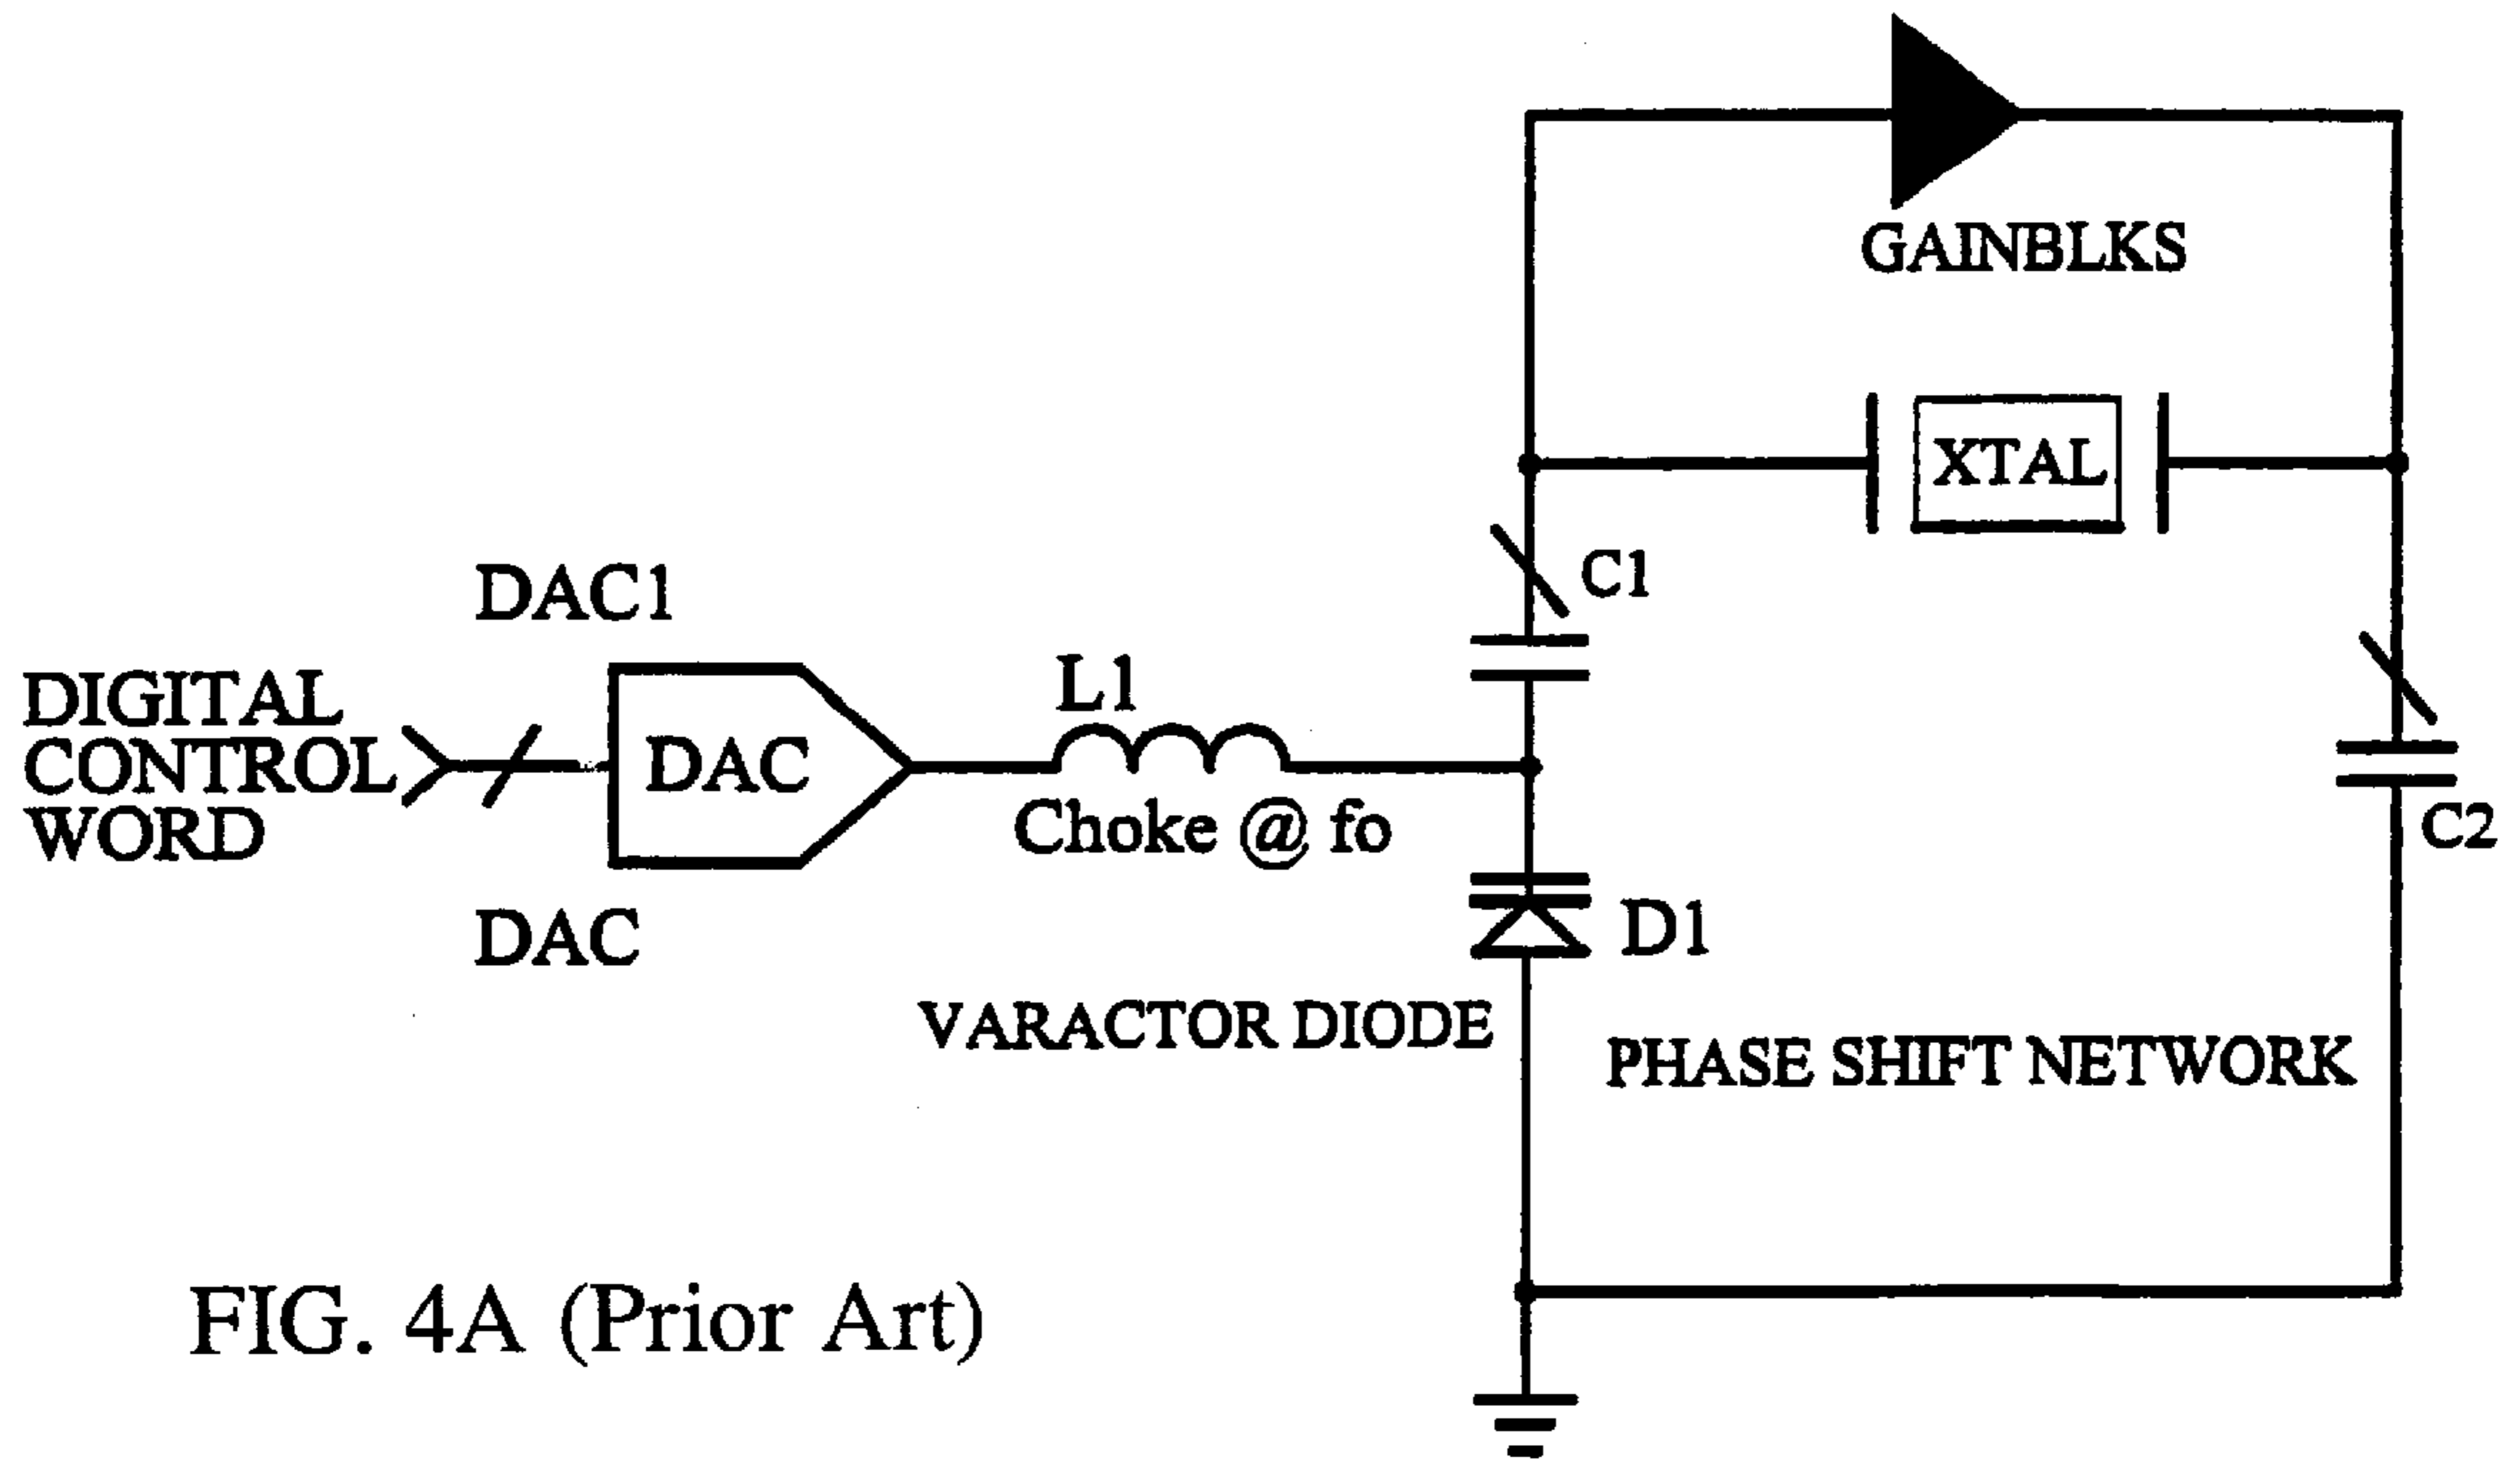 GAINBLKS
XTAL
C1
DAC1
L1
DIGITAL
CONTROL
WORD
DAC
Choke @ fo
C2
D1
DAC
VARACTOR DIODE
PHASE SHIFT NETWORK
FIG. 4A (Prior Art)